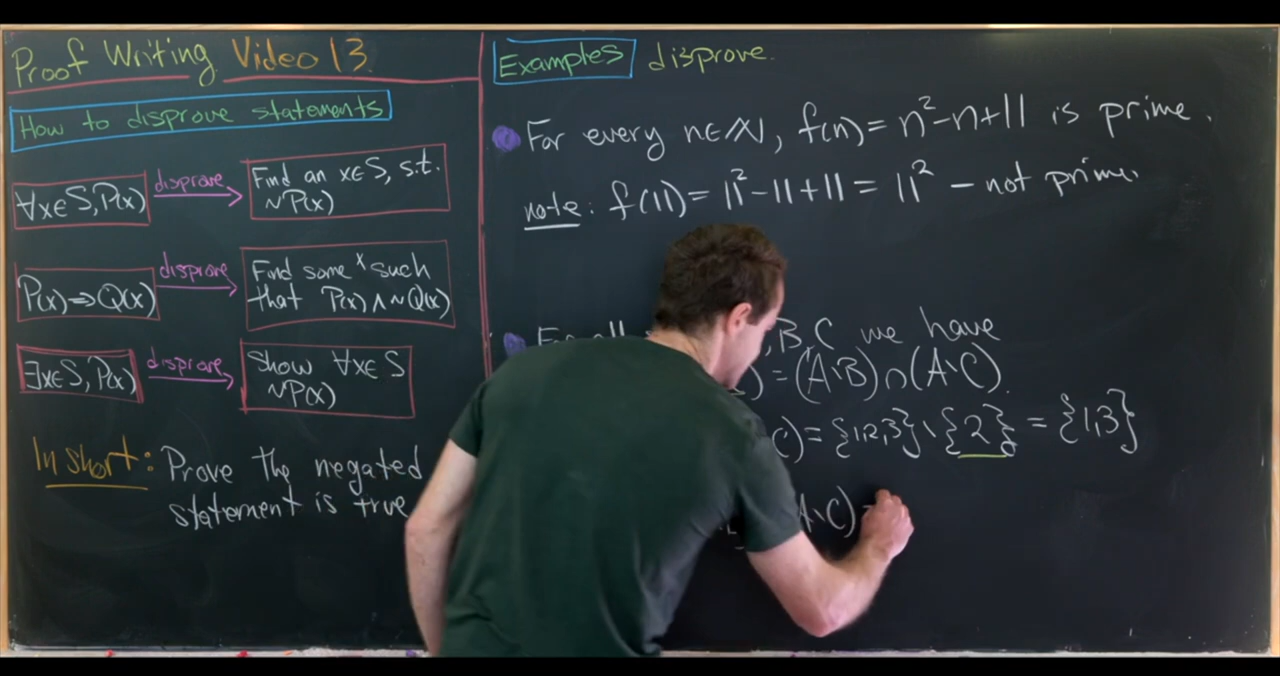 Proof Writing Video 13
How to disprove statements
∀x∈S, P(x) disprove → Find an x∈S, s.t.
~P(x)
P(x) ⇒ Q(x) disprove → Find some x such
that P(x) ∧ ~Q(x)
∃x∈S, P(x) disprove → Show ∀x∈S
~P(x)
In short: Prove the negated
statement is true
Examples disprove.
For every n∈ℕ, f(n) = n²-n+11 is prime.
note: f(11) = 11²-11+11 = 11² - not prime.
B, C we have
) = (A∖B)∩(A∖C).
C) = {1,2,3}∖{2} = {1,3}
A∖C)